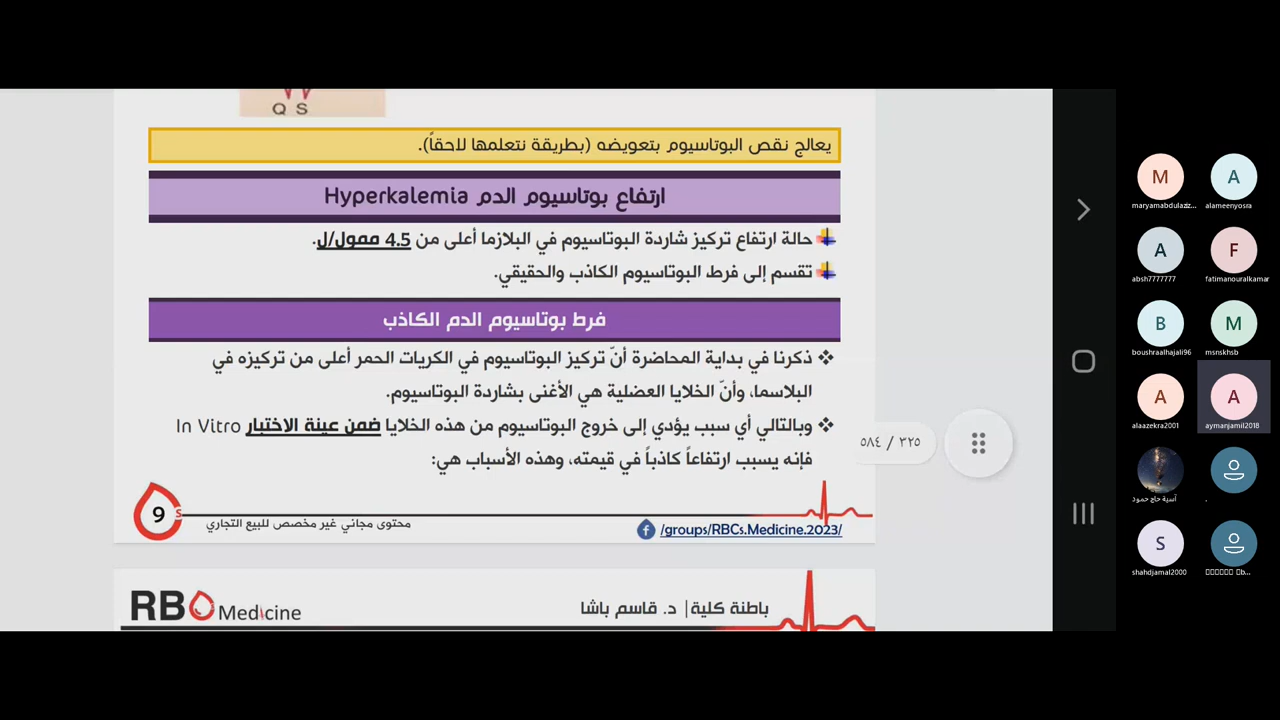 Q S
يعالج نقص البوتاسيوم بتعويضه (بطريقة نتعلمها لاحقاً).
ارتفاع بوتاسيوم الدم Hyperkalemia
حالة ارتفاع تركيز شاردة البوتاسيوم في البلازما أعلى من 4.5 ممول/ل.
تقسم إلى فرط البوتاسيوم الكاذب والحقيقي.
فرط بوتاسيوم الدم الكاذب
ذكرنا في بداية المحاضرة أنّ تركيز البوتاسيوم في الكريات الحمر أعلى من تركيزه في
البلاسما، وأنّ الخلايا العضلية هي الأغنى بشاردة البوتاسيوم.
وبالتالي أي سبب يؤدي إلى خروج البوتاسيوم من هذه الخلايا ضمن عينة الاختبار In Vitro
فإنه يسبب ارتفاعاً كاذباً في قيمته، وهذه الأسباب هي:
٣٢٥ / ٥٨٤
9 S
محتوى مجاني غير مخصص للبيع التجاري
/groups/RBCs.Medicine.2023/
RB Medicine
باطنة كلية| د. قاسم باشا
M
maryamabdulaziz...
A
alameenyosra
A
absh7777777
F
fatimanouralkamar
B
boushraalhajali96
M
msnskhsb
A
alaazekra2001
A
aymanjamil2018
آسية حاج حمود
.
S
shahdjamal2000